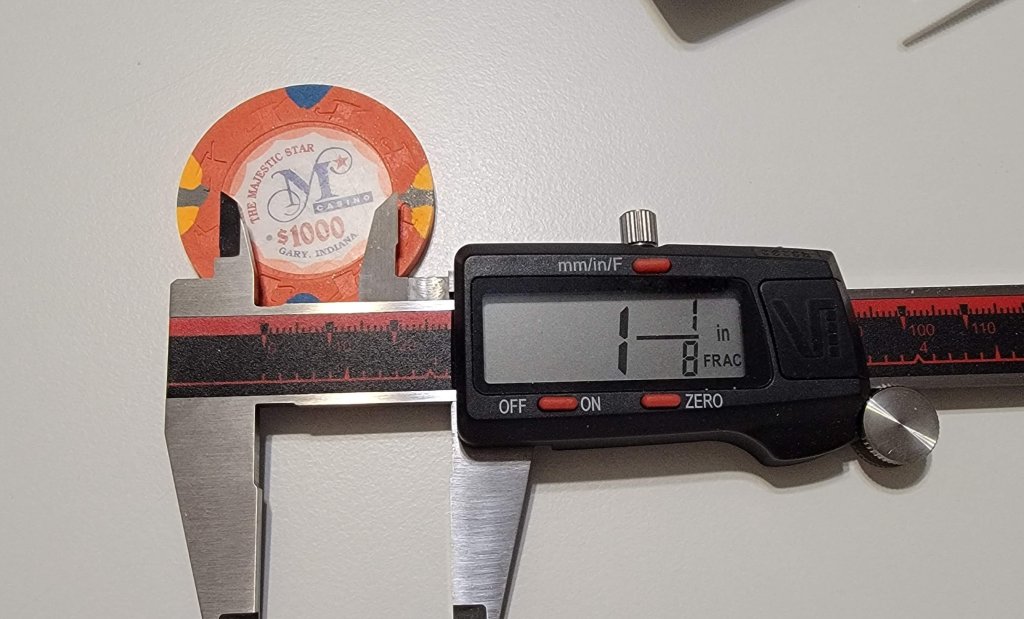 THE MAJESTIC STAR
M
CASINO
$1000
GARY, INDIANA
mm/in/F
1 1/8 in
FRAC
OFF ON ZERO
0
100 110
4